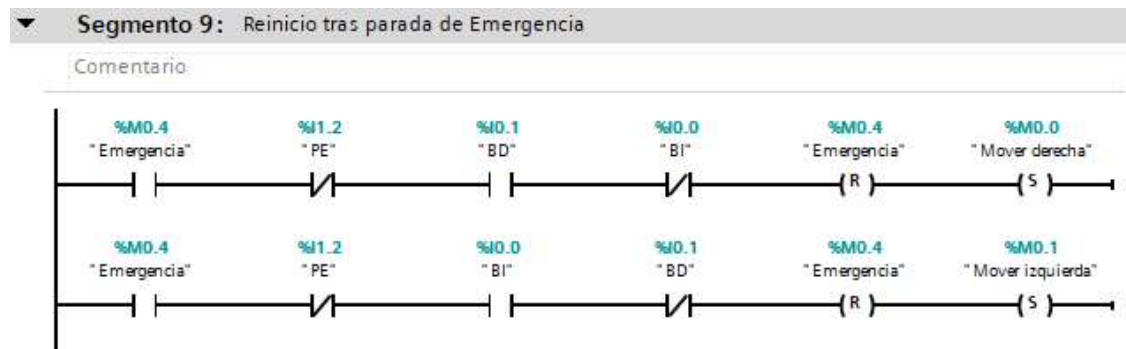 Segmento 9: Reinicio tras parada de Emergencia
Comentario
%M0.4 %I1.2 %I0.1 %I0.0 %M0.4 %M0.0
"Emergencia" "PE" "BD" "BI" "Emergencia" "Mover derecha"
R S
%M0.4 %I1.2 %I0.0 %I0.1 %M0.4 %M0.1
"Emergencia" "PE" "BI" "BD" "Emergencia" "Mover izquierda"
R S